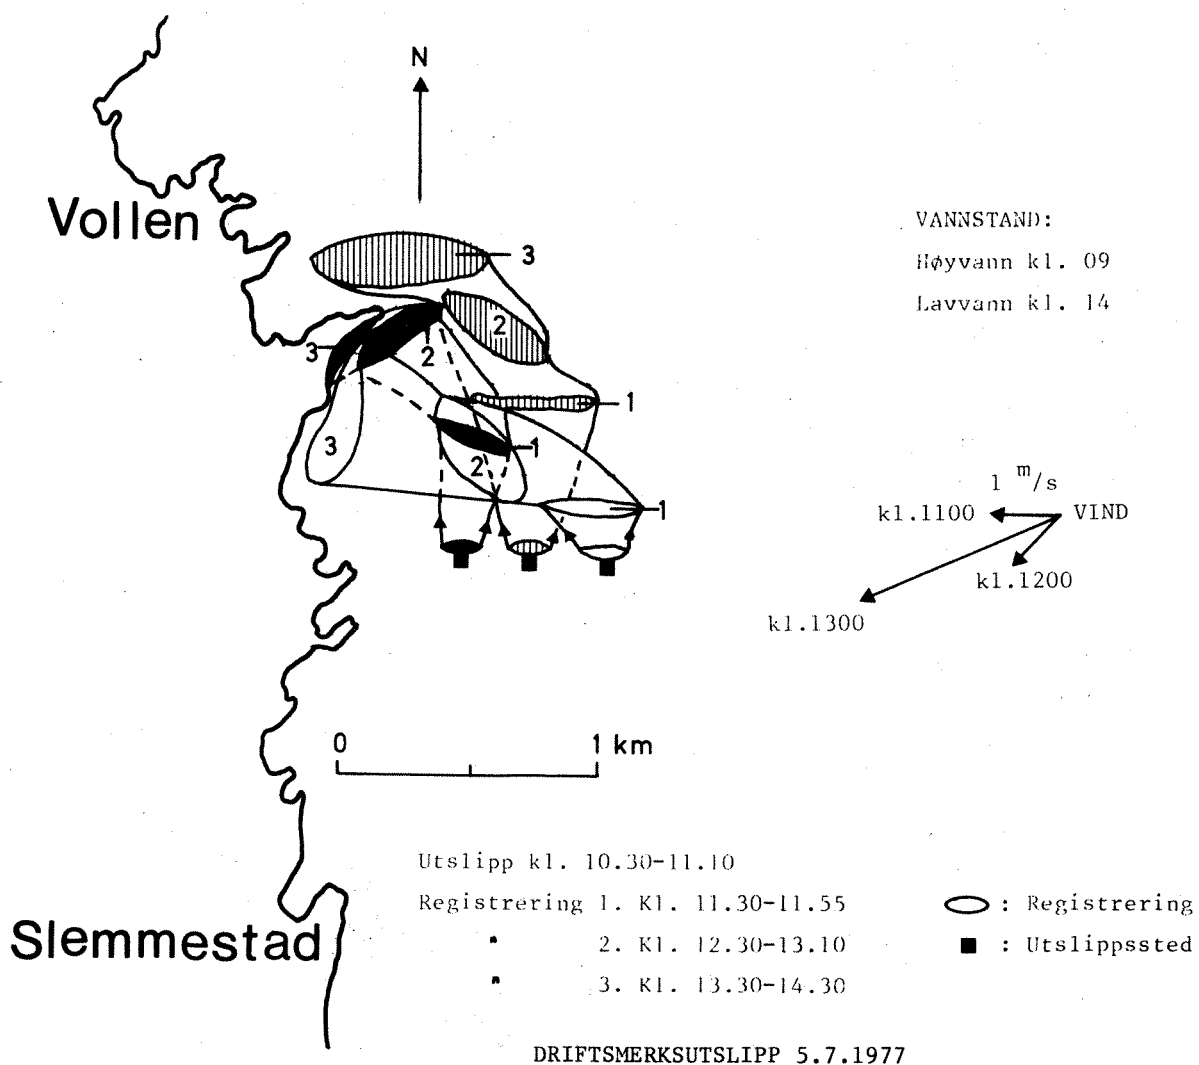 N
Vollen
VANNSTAND:
Høyvann kl. 09
Lavvann kl. 14
3
2
3
2
1
3
1
2
1
1 m/s
kl.1100
VIND
kl.1200
kl.1300
0
1 km
Utslipp kl. 10.30-11.10
Registrering 1. Kl. 11.30-11.55
" 2. Kl. 12.30-13.10
" 3. Kl. 13.30-14.30
: Registrering
: Utslippssted
Slemmestad
DRIFTSMERKSUTSLIPP 5.7.1977